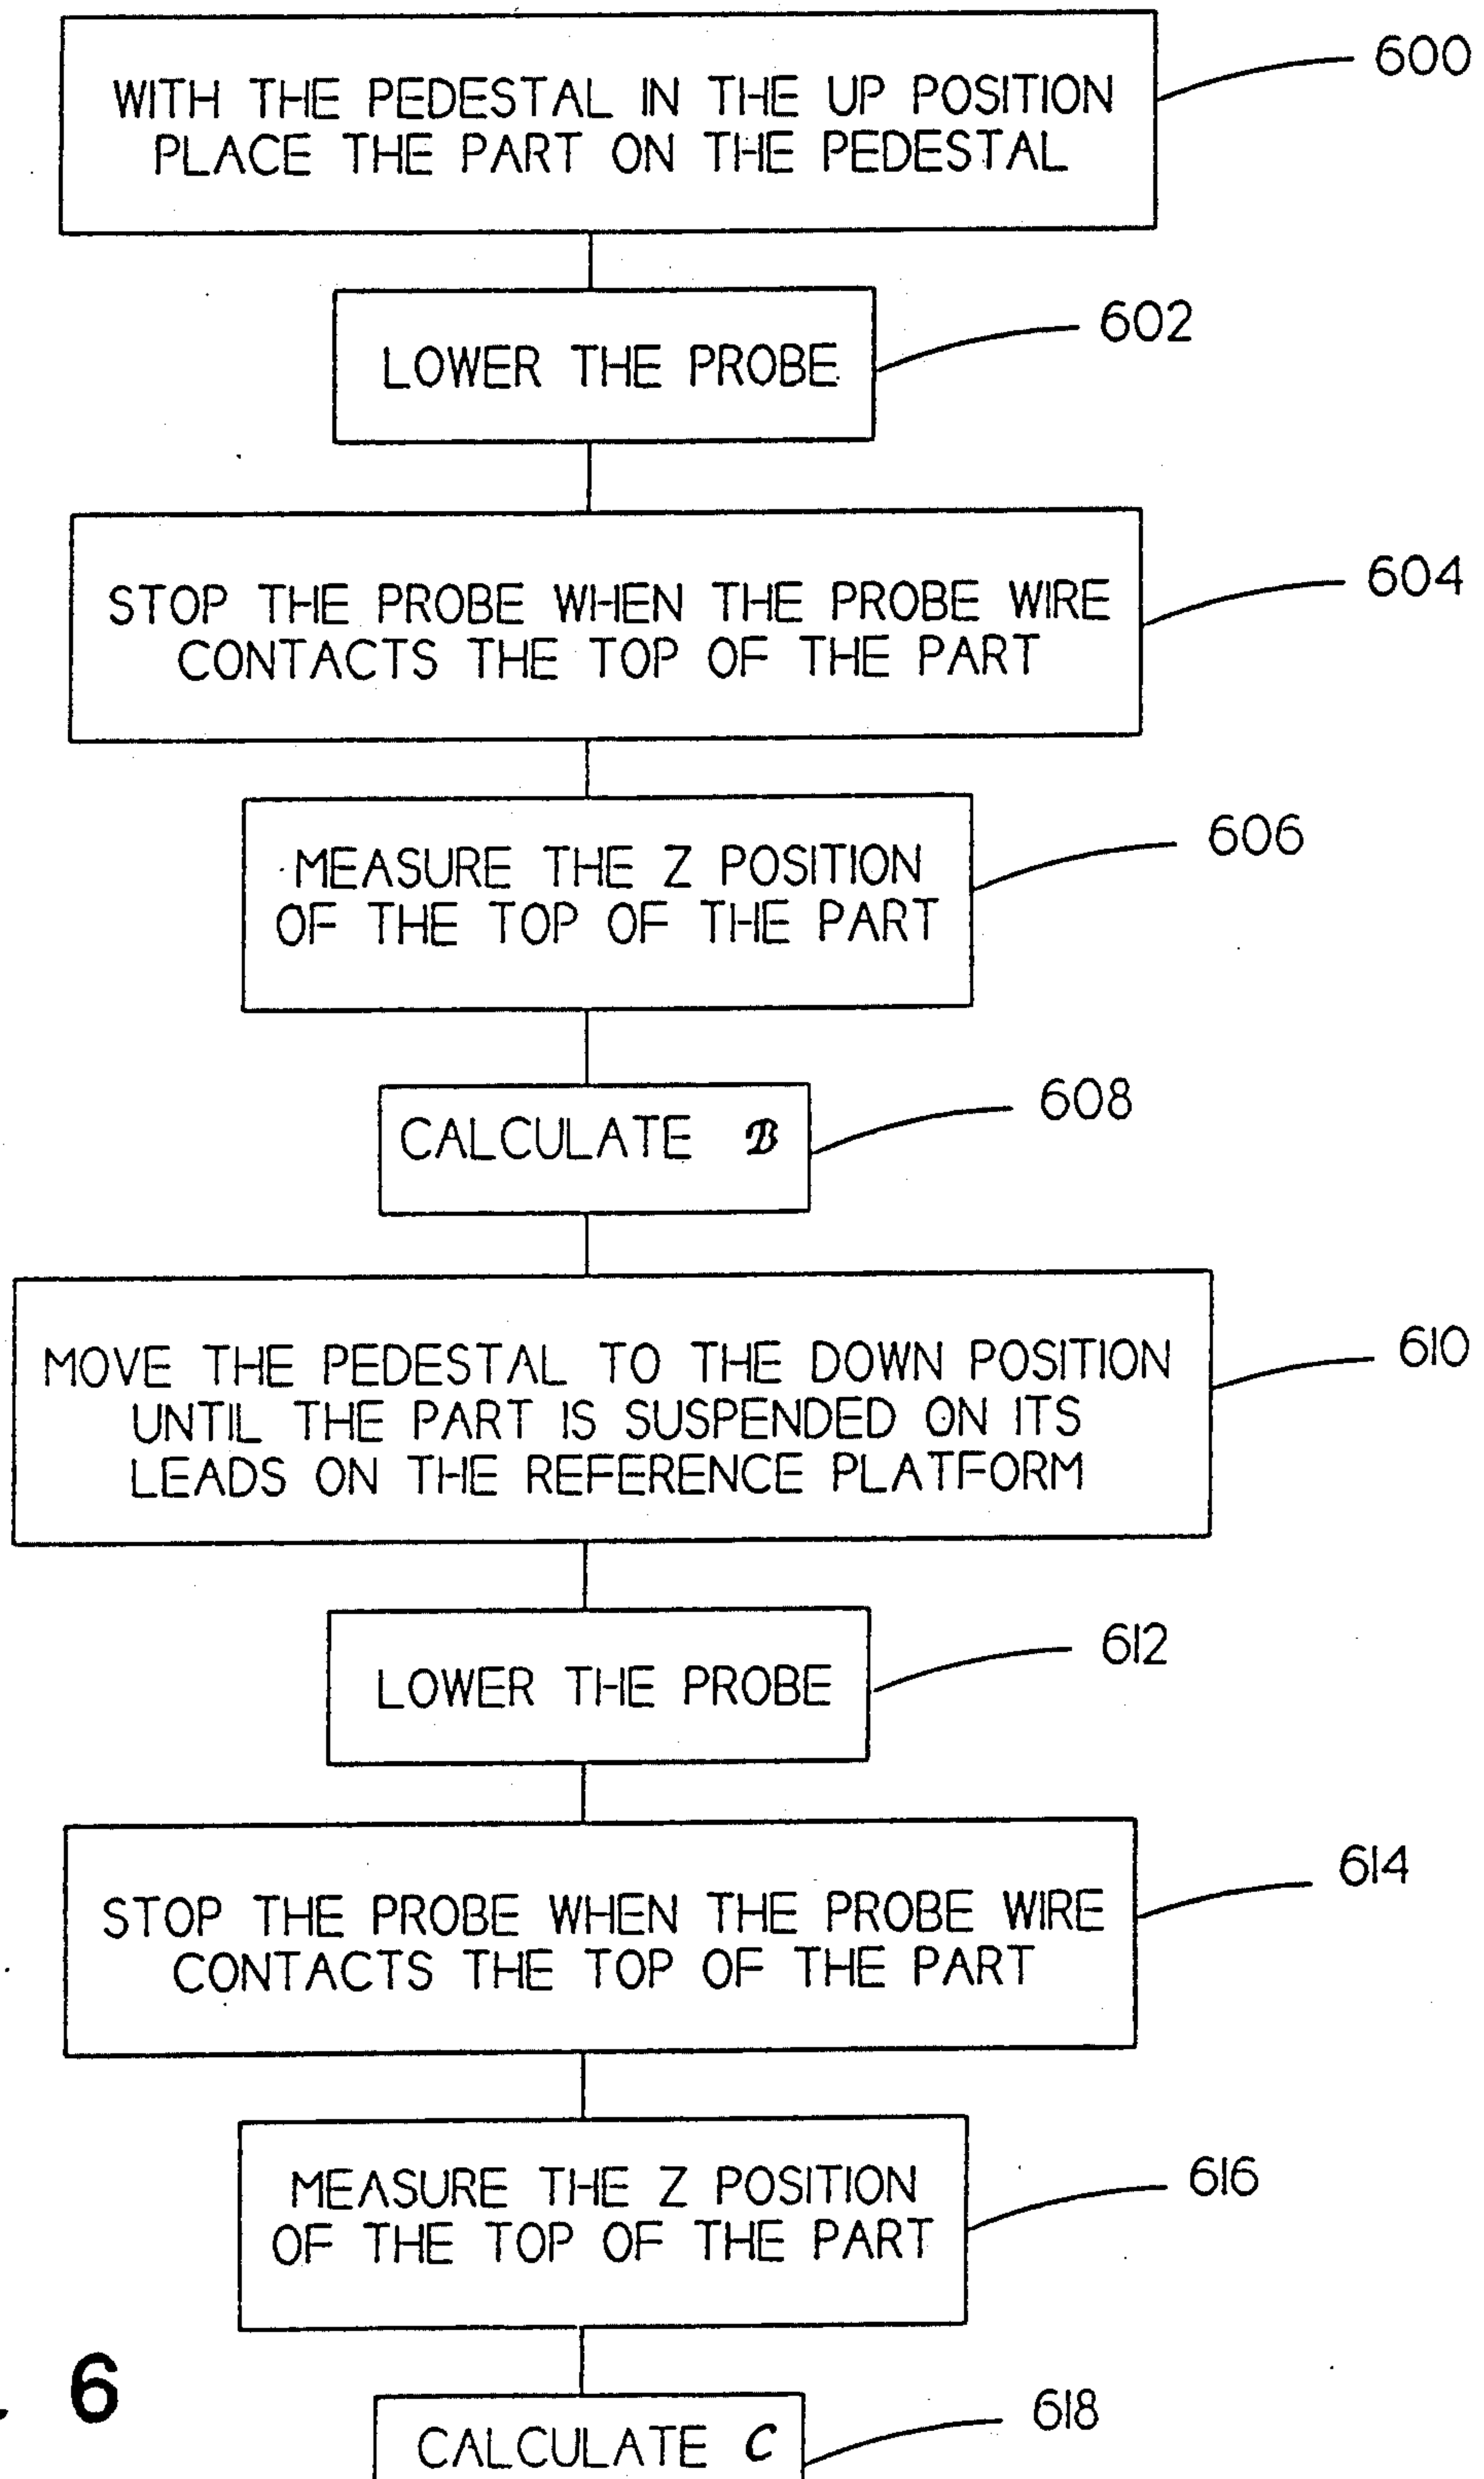 WITH THE PEDESTAL IN THE UP POSITION
PLACE THE PART ON THE PEDESTAL
600
LOWER THE PROBE
602
STOP THE PROBE WHEN THE PROBE WIRE
CONTACTS THE TOP OF THE PART
604
MEASURE THE Z POSITION
OF THE TOP OF THE PART
606
CALCULATE B
608
MOVE THE PEDESTAL TO THE DOWN POSITION
UNTIL THE PART IS SUSPENDED ON ITS
LEADS ON THE REFERENCE PLATFORM
610
LOWER THE PROBE
612
STOP THE PROBE WHEN THE PROBE WIRE
CONTACTS THE TOP OF THE PART
614
MEASURE THE Z POSITION
OF THE TOP OF THE PART
616
6
CALCULATE C
618